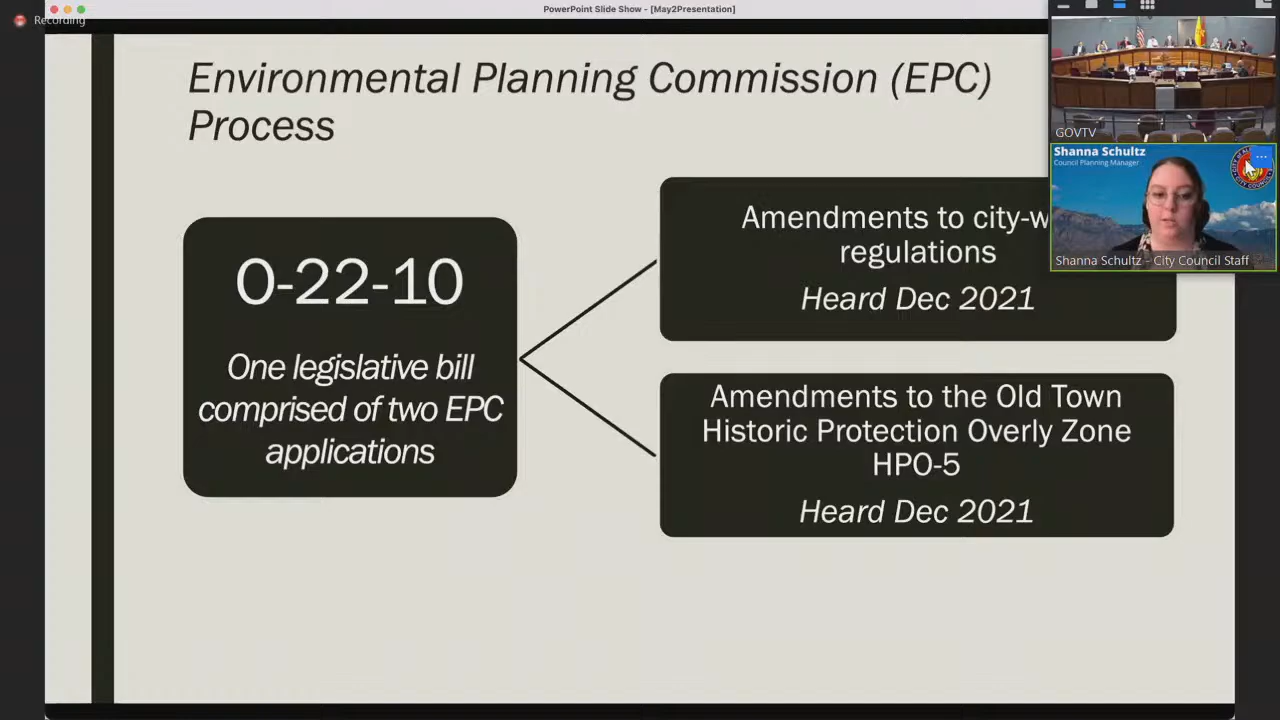 PowerPoint Slide Show - [May2Presentation]
Recording
Environmental Planning Commission (EPC)
Process
O-22-10
One legislative bill
comprised of two EPC
applications
Amendments to city-w
regulations
Heard Dec 2021
Amendments to the Old Town
Historic Protection Overly Zone
HPO-5
Heard Dec 2021
GOVTV
Shanna Schultz
Council Planning Manager
Shanna Schultz - City Council Staff